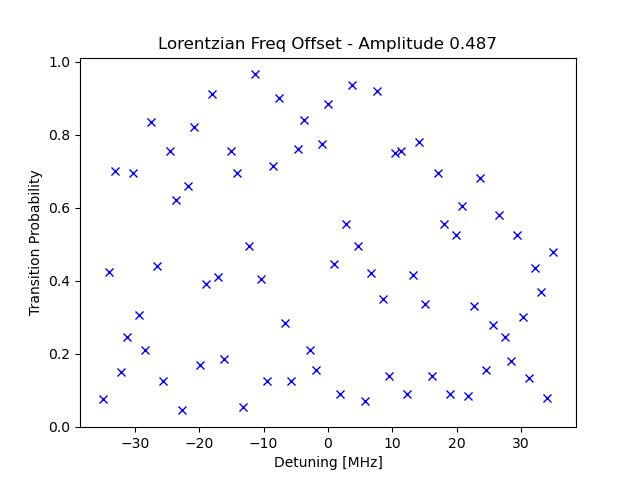 Lorentzian Freq Offset - Amplitude 0.487
1.0
0.8
0.6
0.4
0.2
0.0
Transition Probability
−30 −20 −10 0 10 20 30
Detuning [MHz]